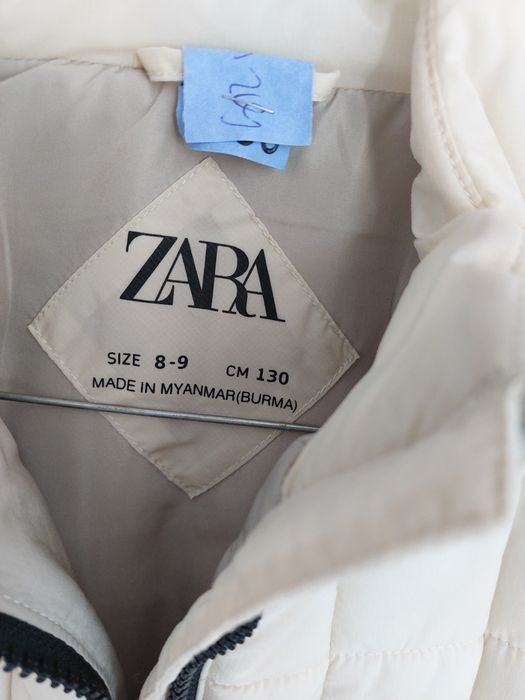 ZARA
SIZE 8-9 CM 130
MADE IN MYANMAR(BURMA)